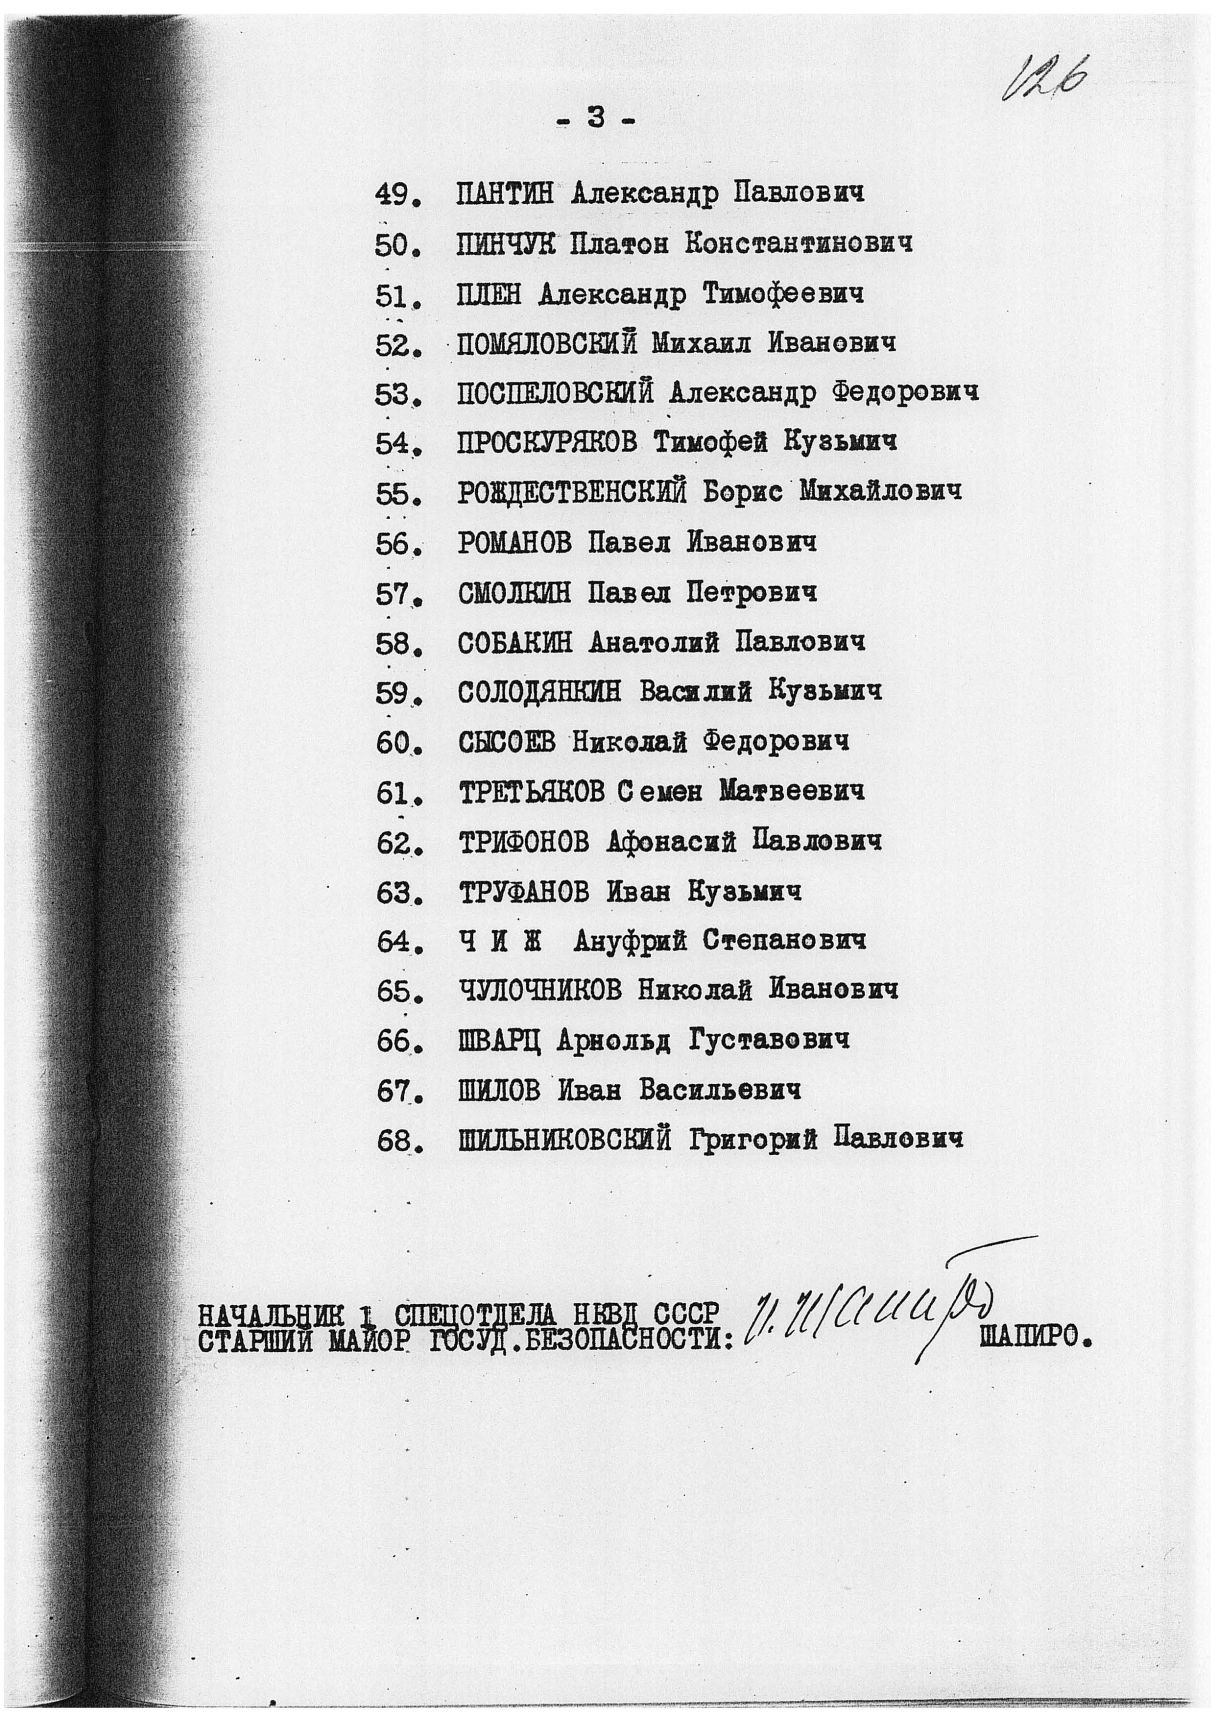 126
- 3 -
49. ПАНТИН Александр Павлович
50. ПИНЧУК Платон Константинович
51. ПЛЕН Александр Тимофеевич
52. ПОМЯЛОВСКИЙ Михаил Иванович
53. ПОСПЕЛОВСКИЙ Александр Федорович
54. ПРОСКУРЯКОВ Тимофей Кузьмич
55. РОЖДЕСТВЕНСКИЙ Борис Михайлович
56. РОМАНОВ Павел Иванович
57. СМОЛКИН Павел Петрович
58. СОБАКИН Анатолий Павлович
59. СОЛОДЯНКИН Василий Кузьмич
60. СЫСОЕВ Николай Федорович
61. ТРЕТЬЯКОВ Семен Матвеевич
62. ТРИФОНОВ Афонасий Павлович
63. ТРУФАНОВ Иван Кузьмич
64. Ч И Ж Ануфрий Степанович
65. ЧУЛОЧНИКОВ Николай Иванович
66. ШВАРЦ Арнольд Густавович
67. ШИЛОВ Иван Васильевич
68. ШИЛЬНИКОВСКИЙ Григорий Павлович
НАЧАЛЬНИК 1 СПЕЦОТДЕЛА НКВД СССР
СТАРШИЙ МАЙОР ГОСУД.БЕЗОПАСНОСТИ: И. Шапиро ШАПИРО.